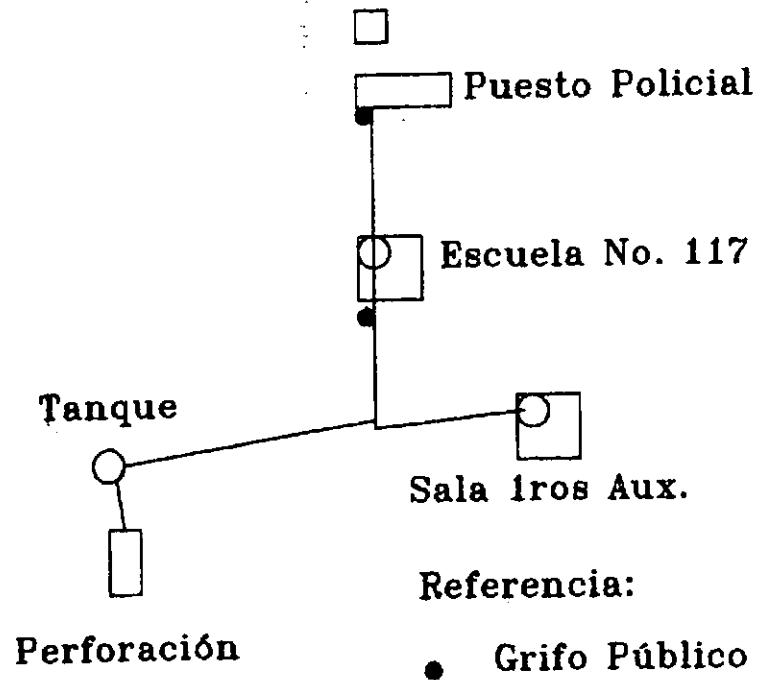 Puesto Policial
Escuela No. 117
Tanque
Sala 1ros Aux.
Referencia:
Perforación
Grifo Público